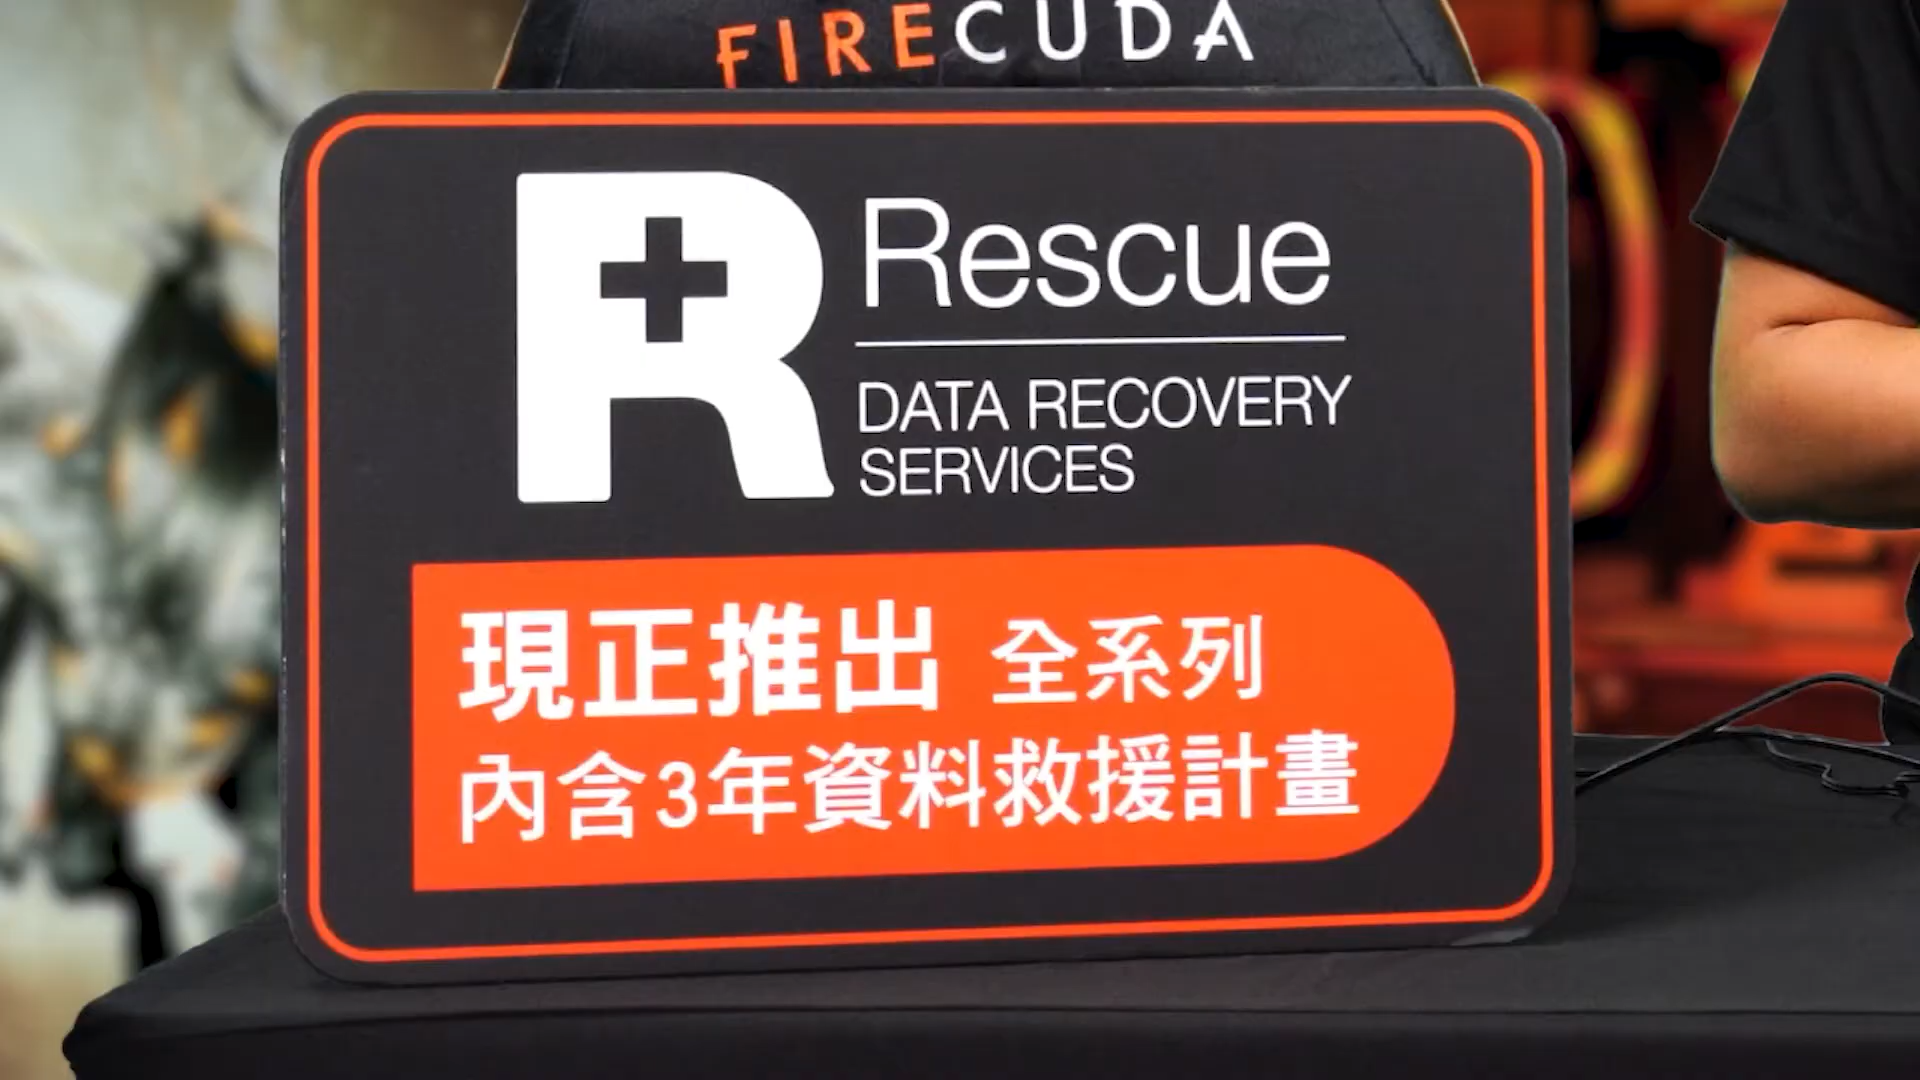 FIRECUDA
R
Rescue
DATA RECOVERY
SERVICES
現正推出 全系列
內含3年資料救援計畫